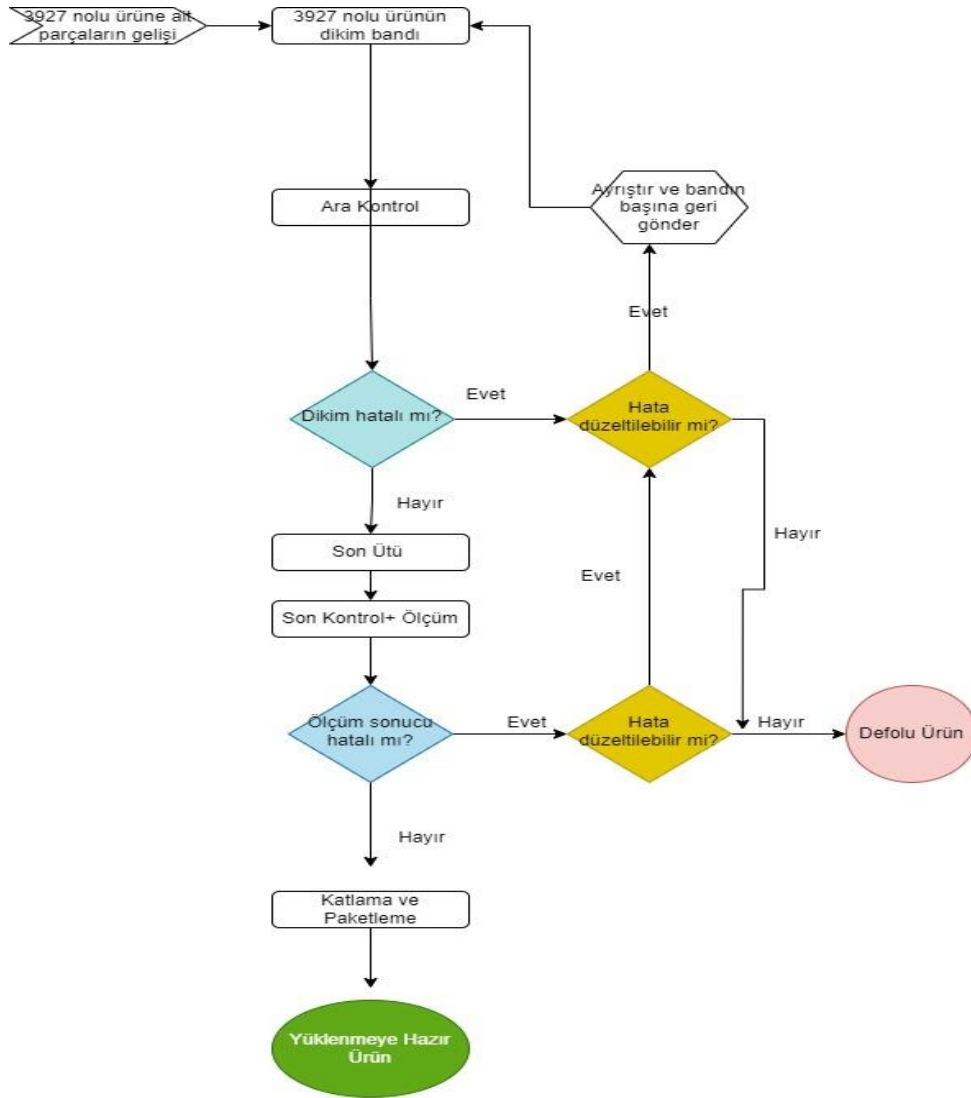 3927 nolu ürüne ait
parçaların gelişi
3927 nolu ürünün
dikim bandı
Ara Kontrol
Ayrıştır ve bandın
başına geri
gönder
Evet
Dikim hatalı mı?
Evet
Hata
düzeltilebilir mi?
Hayır
Hayır
Son Ütü
Evet
Son Kontrol+ Ölçüm
Ölçüm sonucu
hatalı mı?
Evet
Hata
düzeltilebilir mi?
Hayır
Defolu Ürün
Hayır
Katlama ve
Paketleme
Yüklenmeye Hazır
Ürün